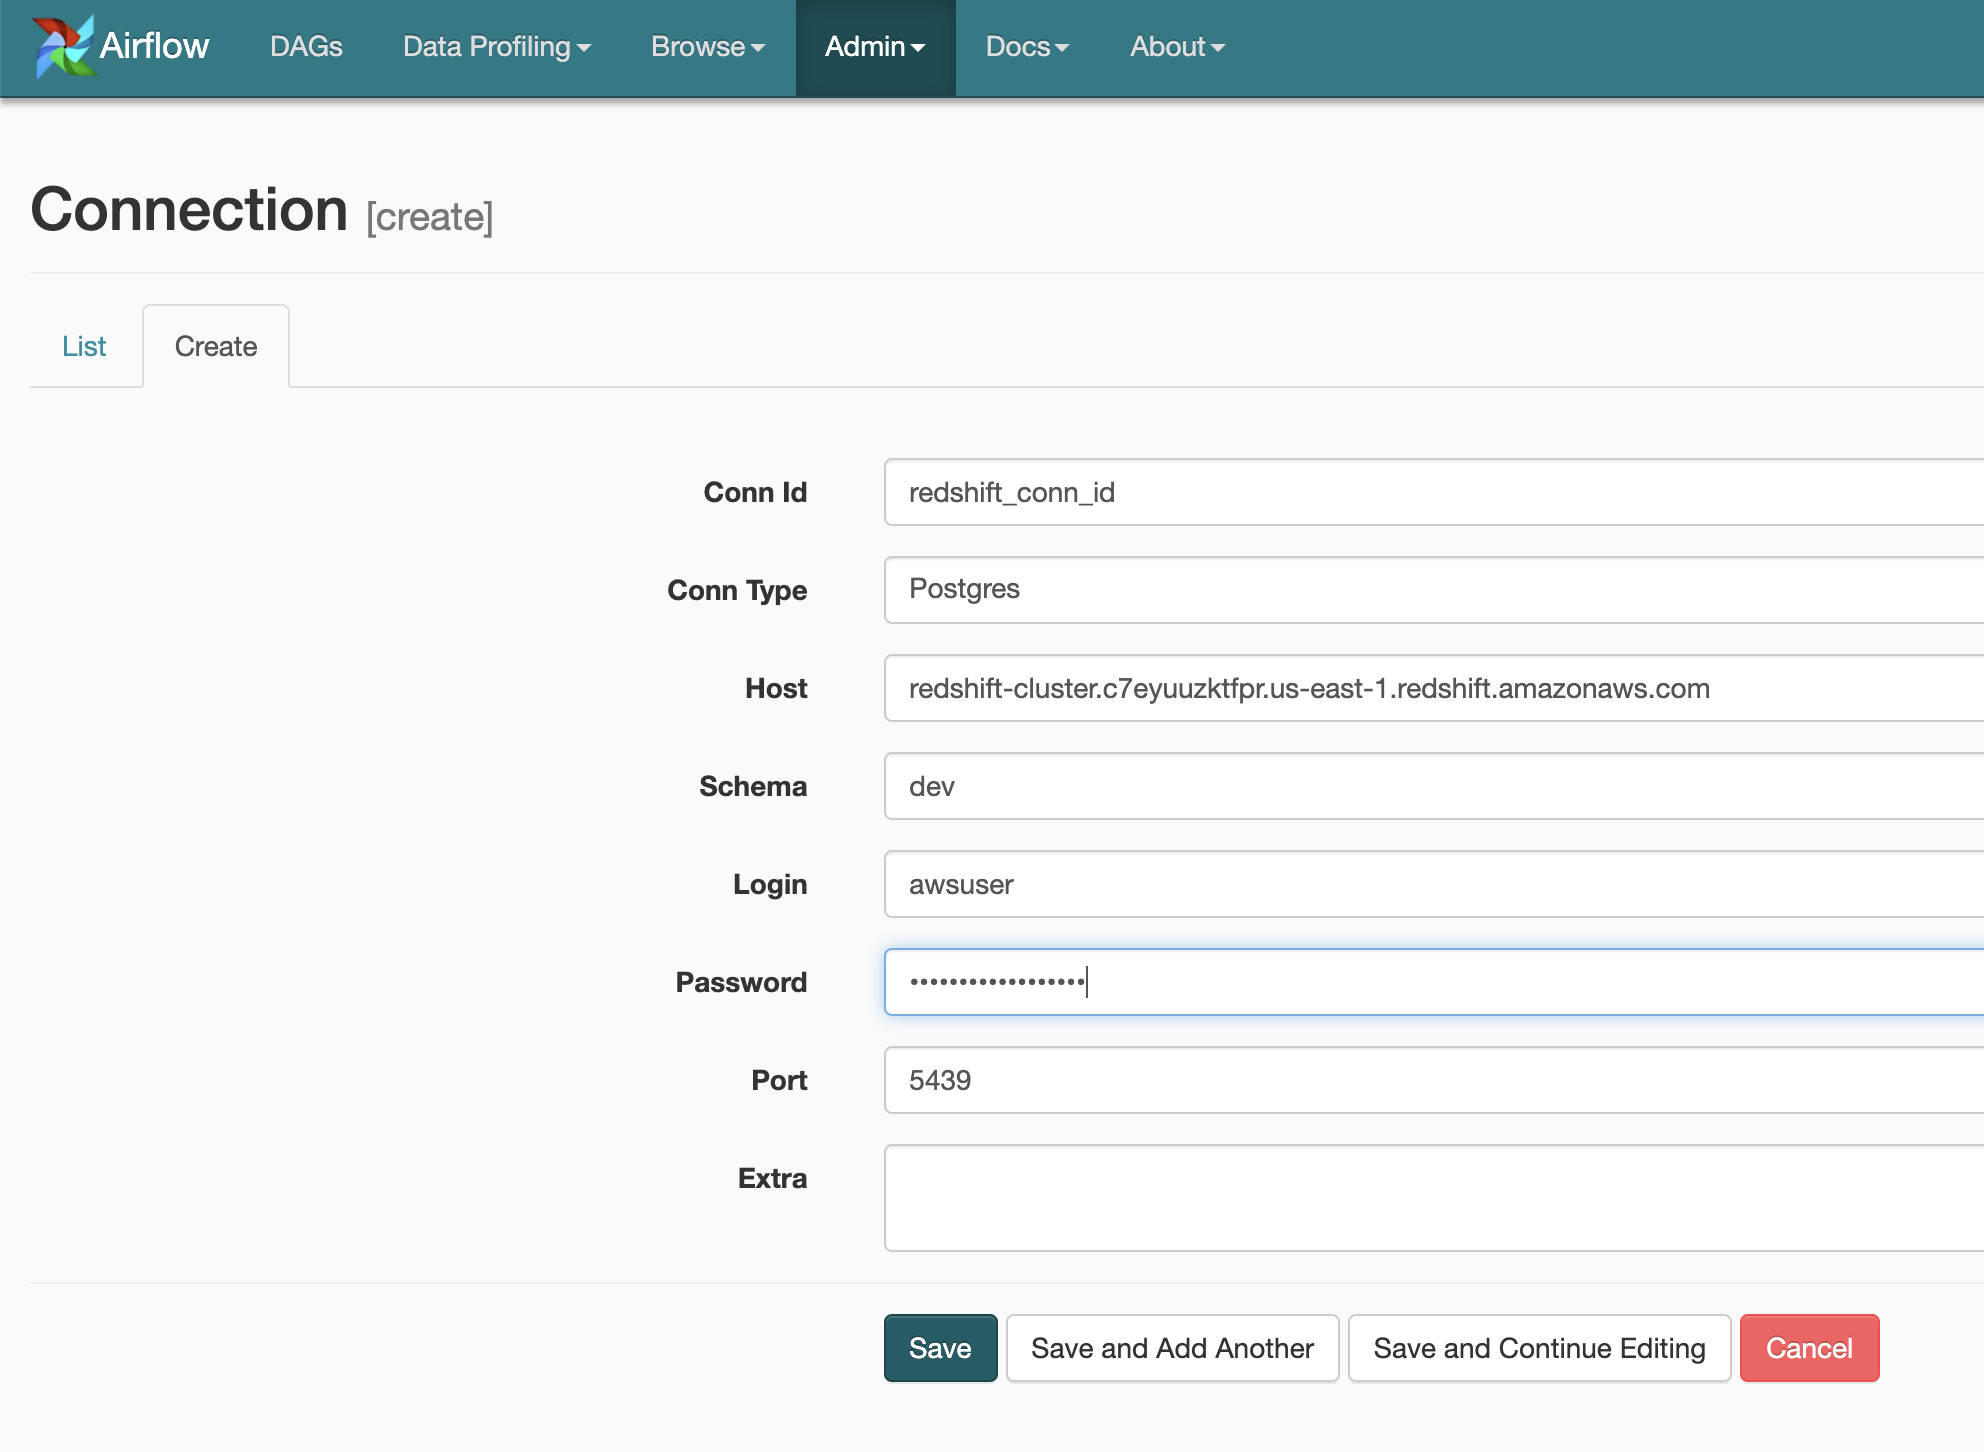 Airflow DAGs Data Profiling Browse Admin Docs About
Connection [create]
List Create
Conn Id redshift_conn_id
Conn Type Postgres
Host redshift-cluster.c7eyuuzktfpr.us-east-1.redshift.amazonaws.com
Schema dev
Login awsuser
Password ••••••••••••••••••
Port 5439
Extra
Save Save and Add Another Save and Continue Editing Cancel